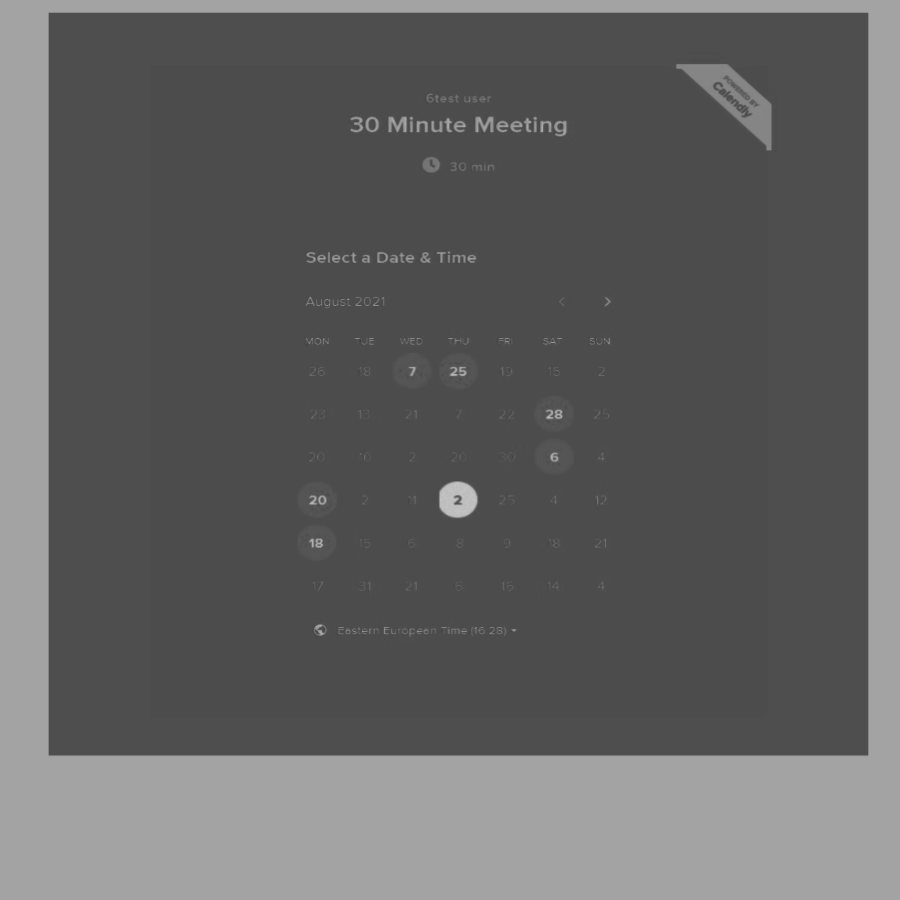 POWERED BY
Calendly
6test user
30 Minute Meeting
30 min
Select a Date & Time
August 2021
MON TUE WED THU FRI SAT SUN
26 18 7 25 19 15 2
23 13 21 7 22 28 25
20 10 2 20 30 6 4
20 2 11 2 25 4 12
18 15 6 8 9 18 21
17 31 21 15 14 4
Eastern European Time (16:28)